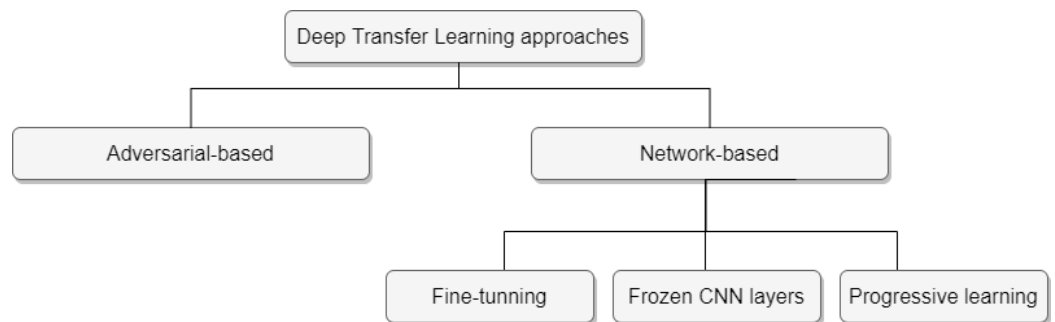 Deep Transfer Learning approaches
Adversarial-based
Network-based
Fine-tunning
Frozen CNN layers
Progressive learning